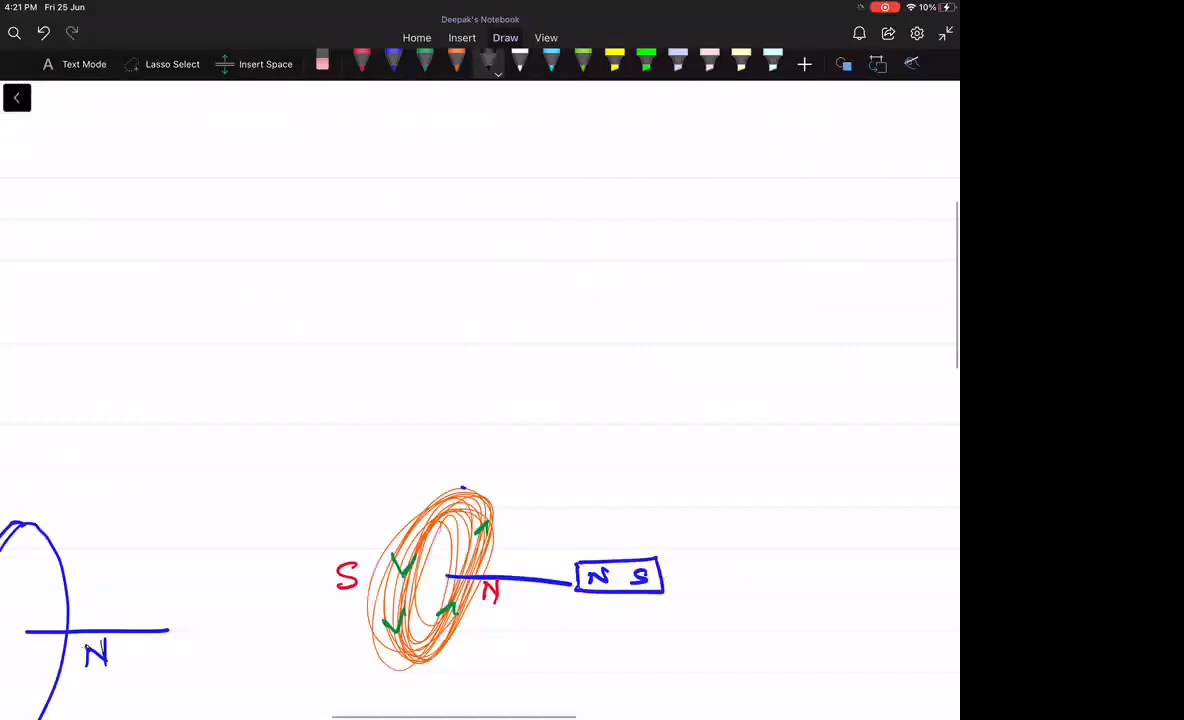 4:21 PM Fri 25 Jun
10%
Deepak's Notebook
Home Insert Draw View
A Text Mode Lasso Select Insert Space
S N N S
N